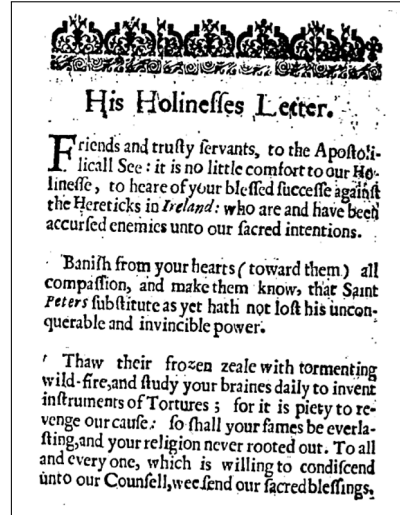 His Holinesses Letter.
Friends and trusty servants, to the Apostoli-
licall See: it is no little comfort to our Ho-
linesse, to heare of your blessed successe against
the Hereticks in Ireland: who are and have been
accursed enemies unto our sacred intentions.
Banish from your hearts (toward them) all
compassion, and make them know, that Saint
Peters substitute as yet hath not lost his uncon-
querable and invincible power.
Thaw their frozen zeale with tormenting
wild-fire, and study your braines daily to invent
instruments of Tortures; for it is piety to re-
venge our cause: so shall your fames be everla-
sting, and your religion never rooted out. To all
and every one, which is willing to condiscend
unto our Counsell, wee send our sacred blessings,